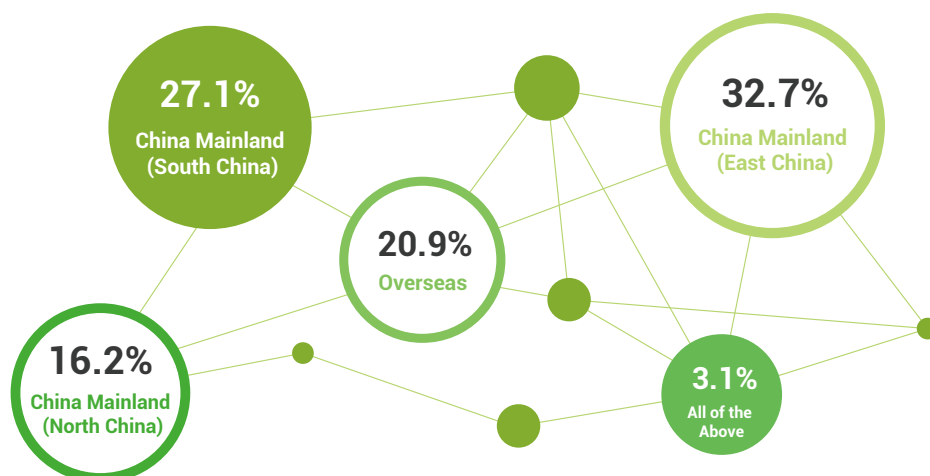 27.1%
China Mainland
(South China)
32.7%
China Mainland
(East China)
20.9%
Overseas
16.2%
China Mainland
(North China)
3.1%
All of the
Above